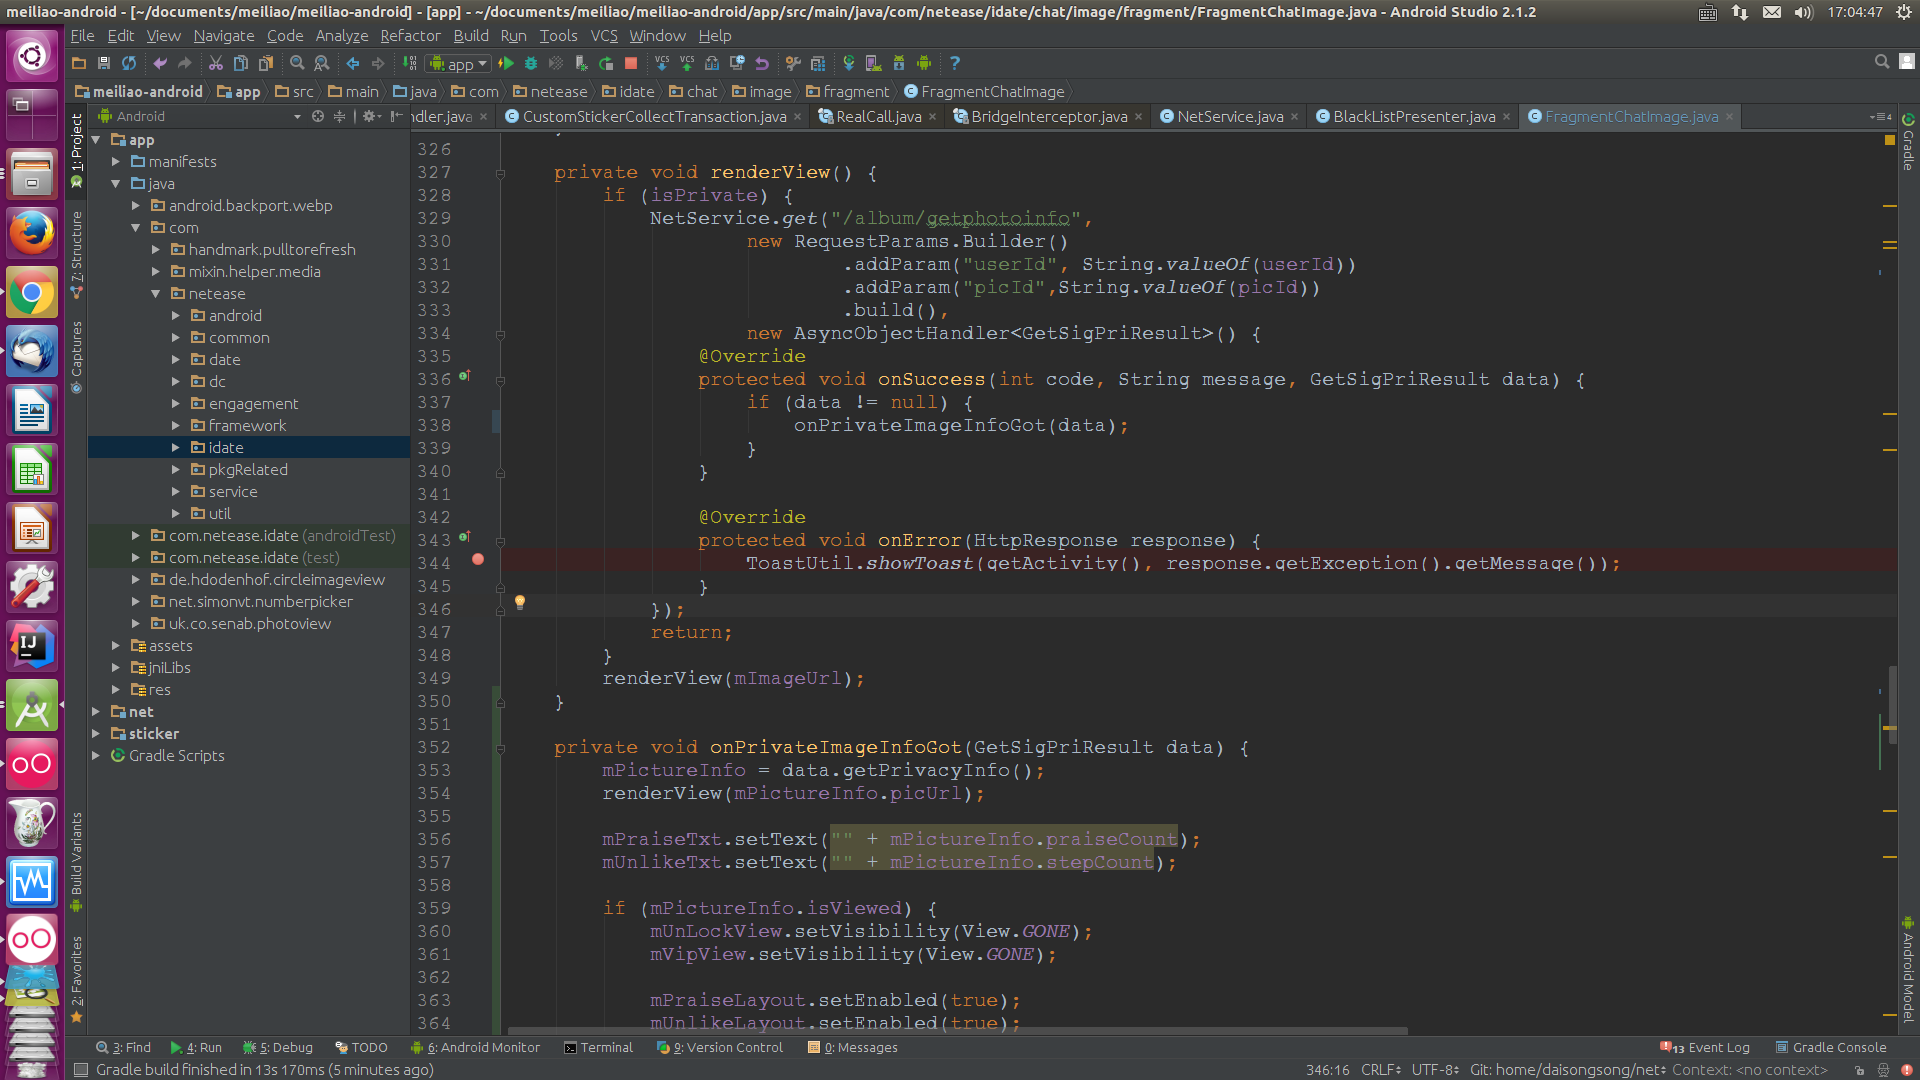 meiliao-android - [~/documents/meiliao/meiliao-android] - [app] - ~/documents/meiliao/meiliao-android/app/src/main/java/com/netease/idate/chat/image/fragment/FragmentChatImage.java - Android Studio 2.1.2
17:04:47
File Edit View Navigate Code Analyze Refactor Build Run Tools VCS Window Help
app
meiliao-android app src main java com netease idate chat image fragment FragmentChatImage
Android
ndler.java CustomStickerCollectTransaction.java RealCall.java BridgeInterceptor.java NetService.java BlackListPresenter.java FragmentChatImage.java
1: Project
7: Structure
Captures
Build Variants
2: Favorites
app
manifests
java
android.backport.webp
com
handmark.pulltorefresh
mixin.helper.media
netease
android
common
date
dc
engagement
framework
idate
pkgRelated
service
util
com.netease.idate (androidTest)
com.netease.idate (test)
de.hdodenhof.circleimageview
net.simonvt.numberpicker
uk.co.senab.photoview
assets
jniLibs
res
net
sticker
Gradle Scripts
326
327 private void renderView() {
328 if (isPrivate) {
329 NetService.get("/album/getphotoinfo",
330 new RequestParams.Builder()
331 .addParam("userId", String.valueOf(userId))
332 .addParam("picId",String.valueOf(picId))
333 .build(),
334 new AsyncObjectHandler<GetSigPriResult>() {
335 @Override
336 protected void onSuccess(int code, String message, GetSigPriResult data) {
337 if (data != null) {
338 onPrivateImageInfoGot(data);
339 }
340 }
341
342 @Override
343 protected void onError(HttpResponse response) {
344 ToastUtil.showToast(getActivity(), response.getException().getMessage());
345 }
346 });
347 return;
348 }
349 renderView(mImageUrl);
350 }
351
352 private void onPrivateImageInfoGot(GetSigPriResult data) {
353 mPictureInfo = data.getPrivacyInfo();
354 renderView(mPictureInfo.picUrl);
355
356 mPraiseTxt.setText("" + mPictureInfo.praiseCount);
357 mUnlikeTxt.setText("" + mPictureInfo.stepCount);
358
359 if (mPictureInfo.isViewed) {
360 mUnLockView.setVisibility(View.GONE);
361 mVipView.setVisibility(View.GONE);
362
363 mPraiseLayout.setEnabled(true);
364 mUnlikeLayout.setEnabled(true);
Gradle
Android Model
3: Find 4: Run 5: Debug TODO 6: Android Monitor Terminal 9: Version Control 0: Messages 13 Event Log Gradle Console
Gradle build finished in 13s 170ms (5 minutes ago) 346:16 CRLF UTF-8 Git: home/daisongsong/net Context: <no context>